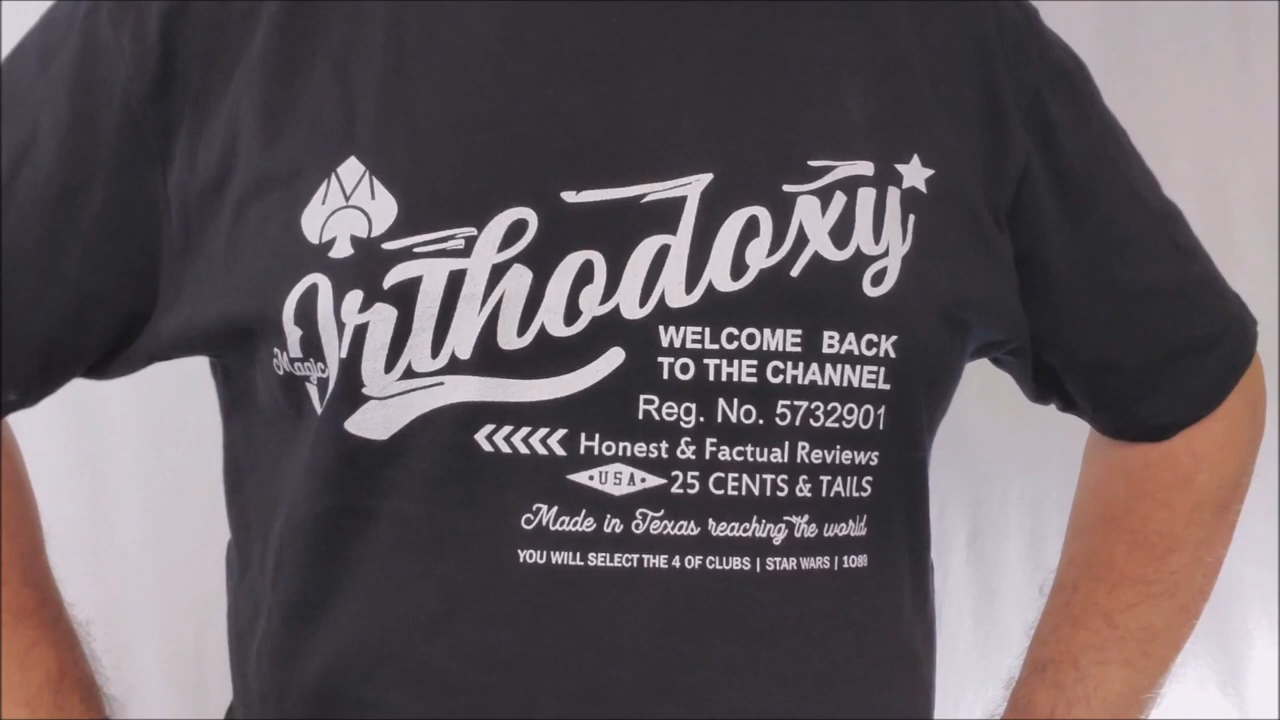 Magic Orthodoxy
WELCOME BACK
TO THE CHANNEL
Reg. No. 5732901
Honest & Factual Reviews
USA 25 CENTS & TAILS
Made in Texas reaching the world
YOU WILL SELECT THE 4 OF CLUBS | STAR WARS | 1089